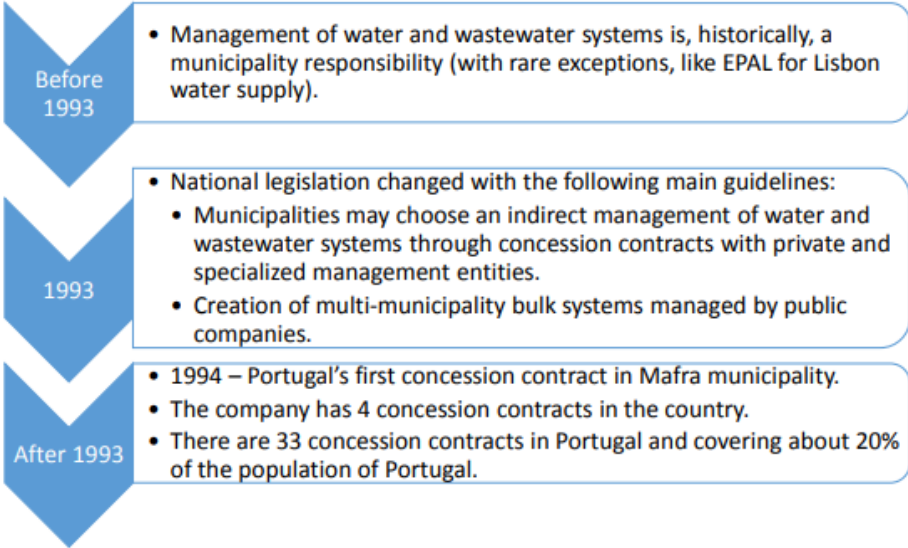 Before
1993
• Management of water and wastewater systems is, historically, a
municipality responsibility (with rare exceptions, like EPAL for Lisbon
water supply).
1993
• National legislation changed with the following main guidelines:
• Municipalities may choose an indirect management of water and
wastewater systems through concession contracts with private and
specialized management entities.
• Creation of multi-municipality bulk systems managed by public
companies.
After 1993
• 1994 – Portugal’s first concession contract in Mafra municipality.
• The company has 4 concession contracts in the country.
• There are 33 concession contracts in Portugal and covering about 20%
of the population of Portugal.